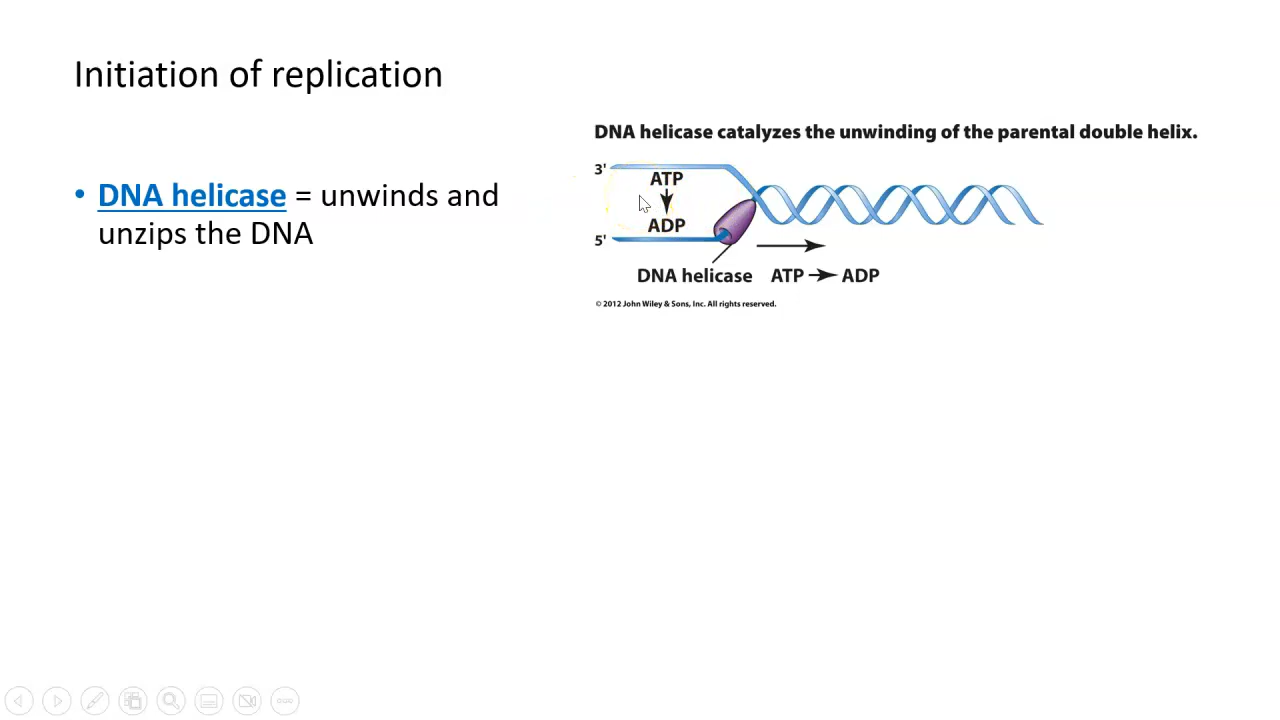 Initiation of replication
• DNA helicase = unwinds and
unzips the DNA
DNA helicase catalyzes the unwinding of the parental double helix.
3'
ATP
ADP
5'
DNA helicase
ATP → ADP
© 2012 John Wiley & Sons, Inc. All rights reserved.